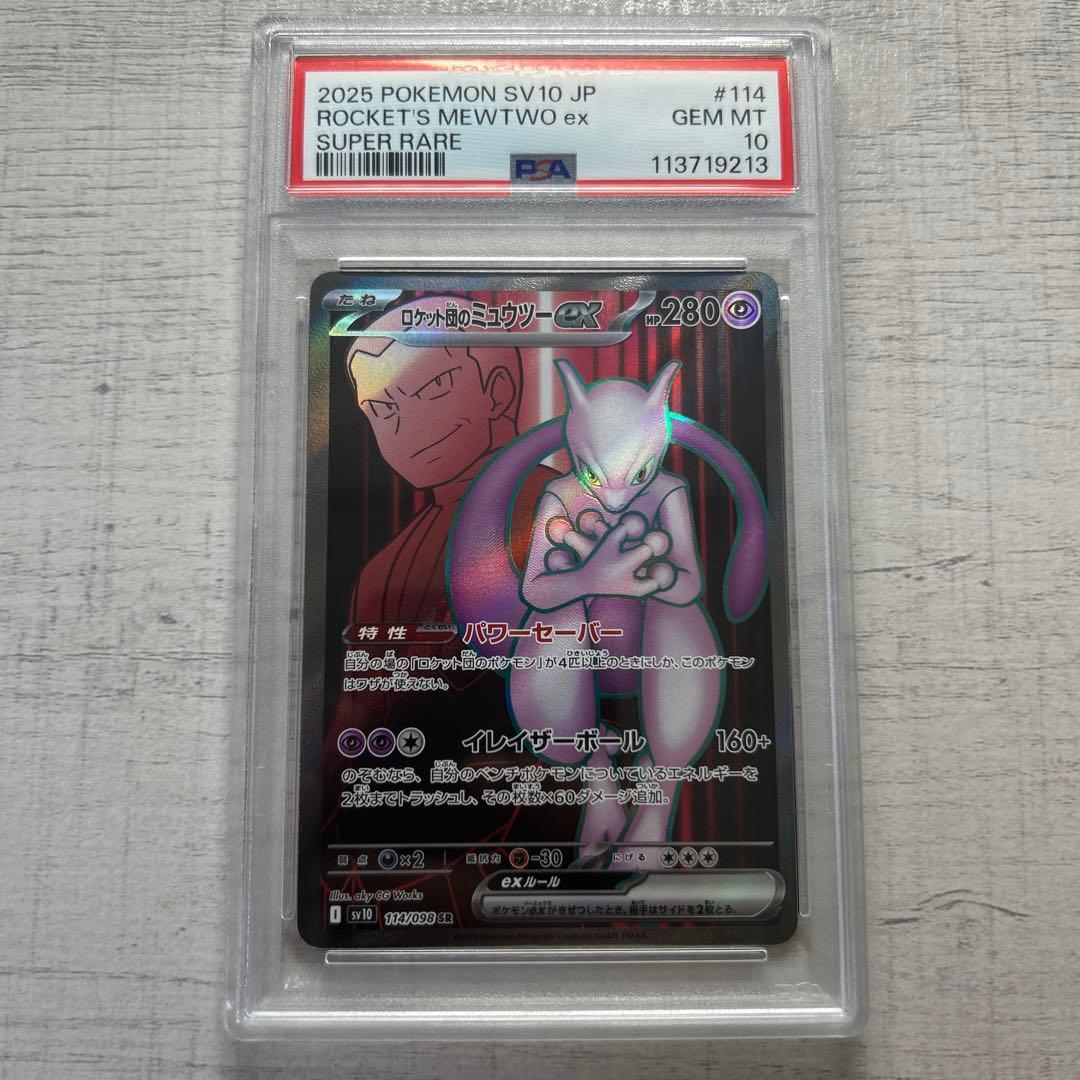 2025 POKEMON SV10 JP #114
ROCKET'S MEWTWO ex GEM MT
SUPER RARE 10
PSA 113719213
たね ロケット団のミュウツーex HP280
特性 パワーセーバー
自分の場の「ロケット団のポケモン」が4匹以上のときにしか、このポケモン
はワザが使えない。
イレイザーボール 160+
のぞむなら、自分のベンチポケモンについているエネルギーを
2枚までトラッシュし、その枚数×60ダメージ追加。
弱点 ×2 抵抗力 -30 にげる
exルール
ポケモンexがきぜつしたとき、相手はサイドを2枚とる。
Illus. aky CG Works
I sv10 114/098 SR